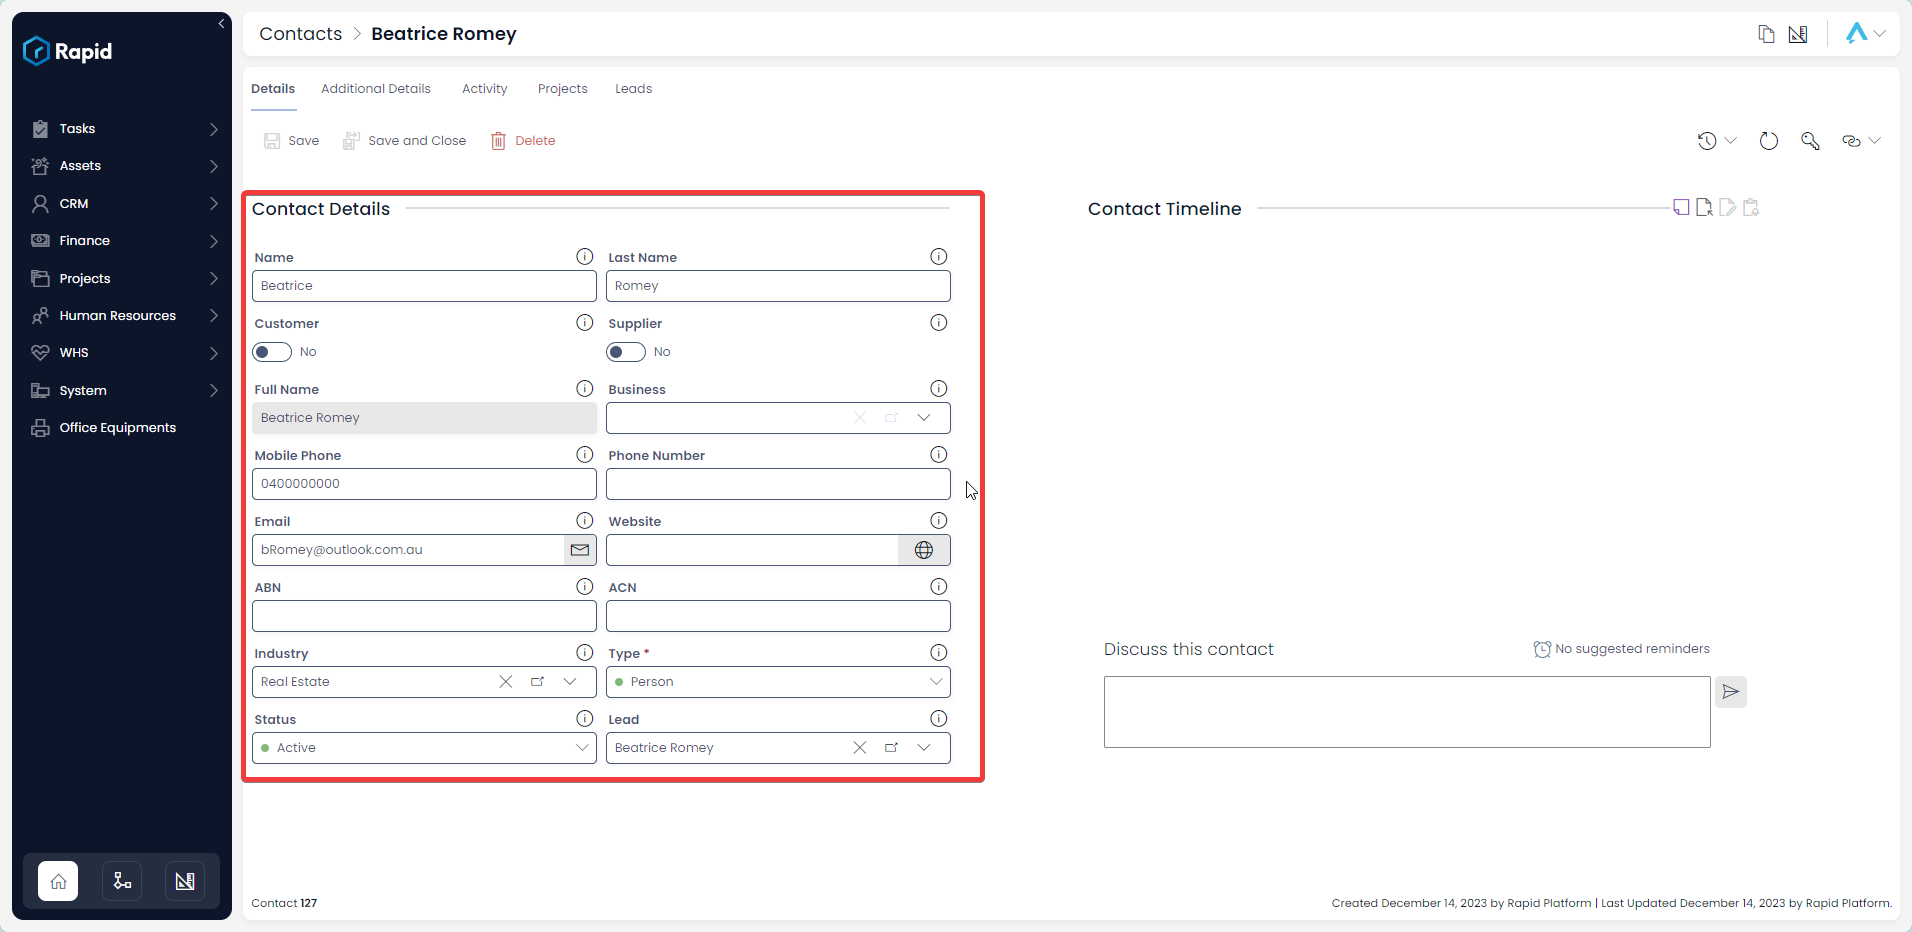 Rapid
Tasks
Assets
CRM
Finance
Projects
Human Resources
WHS
System
Office Equipments
Contacts > Beatrice Romey
Details Additional Details Activity Projects Leads
Save Save and Close Delete
Contact Details
Name Last Name
Beatrice Romey
Customer Supplier
No No
Full Name Business
Beatrice Romey
Mobile Phone Phone Number
0400000000
Email Website
bRomey@outlook.com.au
ABN ACN
Industry Type *
Real Estate Person
Status Lead
Active Beatrice Romey
Contact Timeline
Discuss this contact No suggested reminders
Contact 127
Created December 14, 2023 by Rapid Platform | Last Updated December 14, 2023 by Rapid Platform.